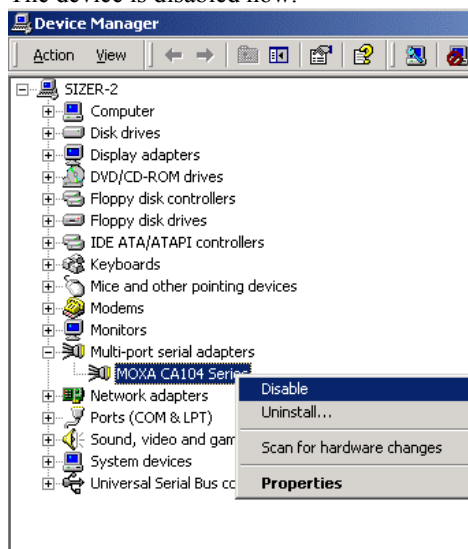 The device is disabled now.
Device Manager
Action View
SIZER-2
Computer
Disk drives
Display adapters
DVD/CD-ROM drives
Floppy disk controllers
Floppy disk drives
IDE ATA/ATAPI controllers
Keyboards
Mice and other pointing devices
Modems
Monitors
Multi-port serial adapters
MOXA CA104 Series
Network adapters
Ports (COM & LPT)
Sound, video and gam
System devices
Universal Serial Bus co
Disable
Uninstall...
Scan for hardware changes
Properties